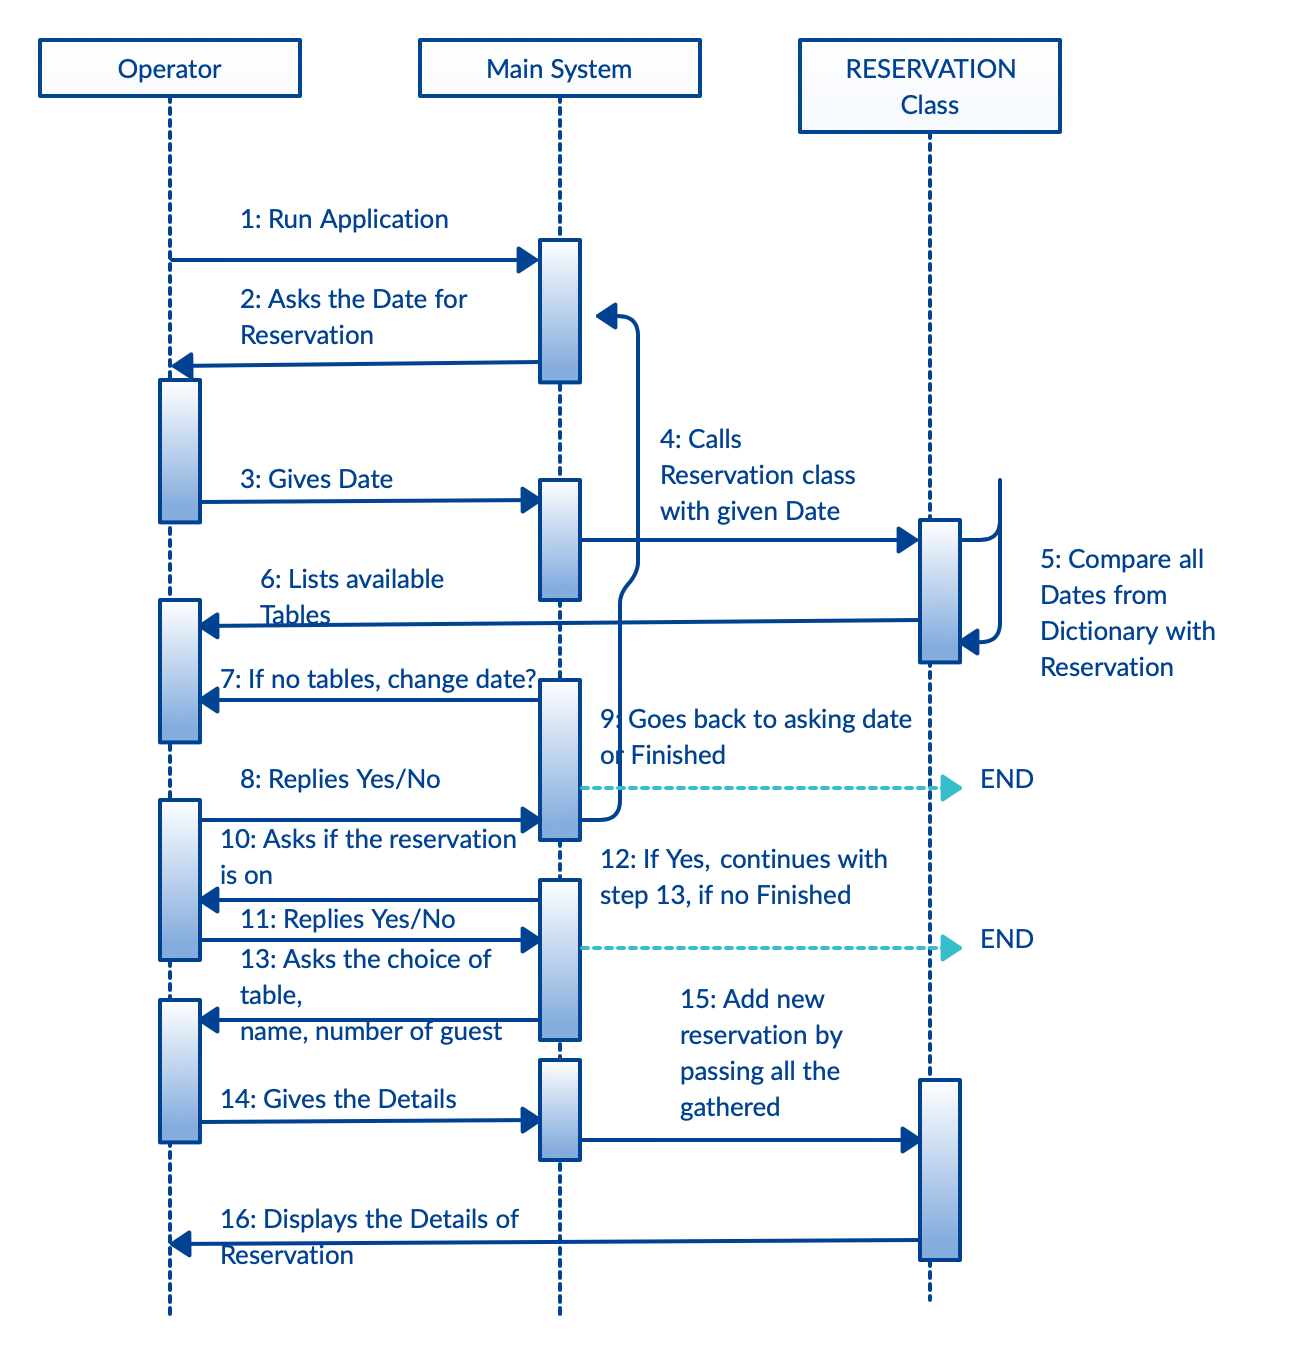 Operator
Main System
RESERVATION
Class
1: Run Application
2: Asks the Date for
Reservation
3: Gives Date
4: Calls
Reservation class
with given Date
5: Compare all
Dates from
Dictionary with
Reservation
6: Lists available
Tables
7: If no tables, change date?
8: Replies Yes/No
9: Goes back to asking date
or Finished
END
10: Asks if the reservation
is on
11: Replies Yes/No
12: If Yes, continues with
step 13, if no Finished
END
13: Asks the choice of
table,
name, number of guest
14: Gives the Details
15: Add new
reservation by
passing all the
gathered
16: Displays the Details of
Reservation